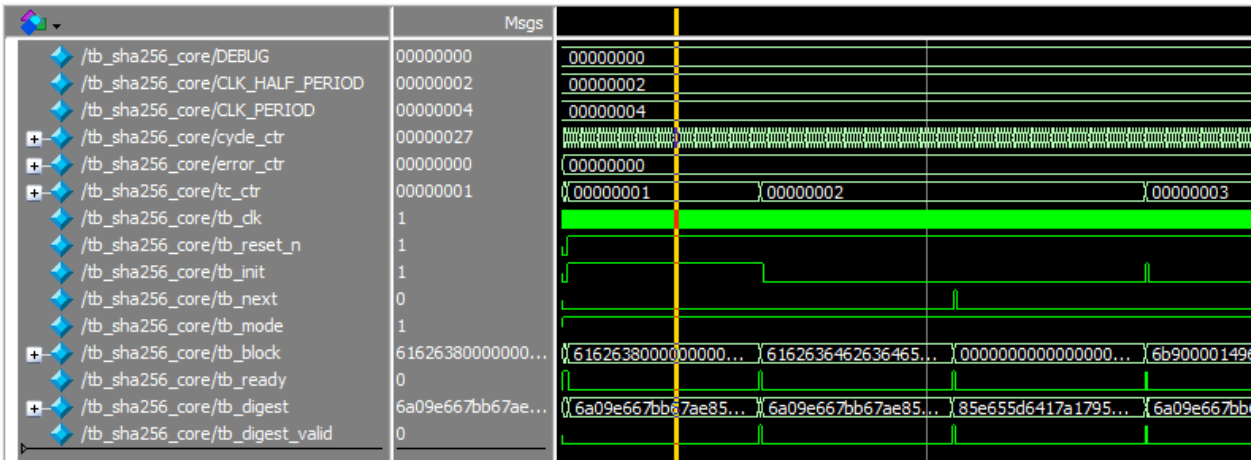 Msgs
/tb_sha256_core/DEBUG 00000000 00000000
/tb_sha256_core/CLK_HALF_PERIOD 00000002 00000002
/tb_sha256_core/CLK_PERIOD 00000004 00000004
/tb_sha256_core/cycle_ctr 00000027
/tb_sha256_core/error_ctr 00000000 00000000
/tb_sha256_core/tc_ctr 00000001 00000001 00000002 00000003
/tb_sha256_core/tb_clk 1
/tb_sha256_core/tb_reset_n 1
/tb_sha256_core/tb_init 1
/tb_sha256_core/tb_next 0
/tb_sha256_core/tb_mode 1
/tb_sha256_core/tb_block 61626380000000... 6162638000000000... 6162636462636465... 0000000000000000... 6b900001496
/tb_sha256_core/tb_ready 0
/tb_sha256_core/tb_digest 6a09e667bb67ae... 6a09e667bb67ae85... 6a09e667bb67ae85... 85e655d6417a1795... 6a09e667bb
/tb_sha256_core/tb_digest_valid 0